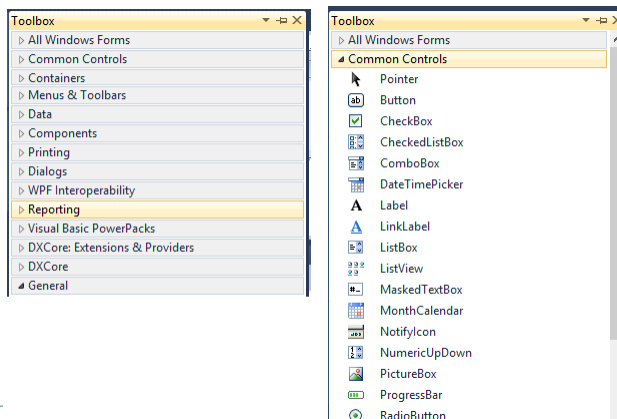 Toolbox
All Windows Forms
Common Controls
Containers
Menus & Toolbars
Data
Components
Printing
Dialogs
WPF Interoperability
Reporting
Visual Basic PowerPacks
DXCore: Extensions & Providers
DXCore
General
Toolbox
All Windows Forms
Common Controls
Pointer
ab Button
CheckBox
CheckedListBox
ComboBox
DateTimePicker
A Label
A LinkLabel
ListBox
ListView
#_ MaskedTextBox
MonthCalendar
NotifyIcon
NumericUpDown
PictureBox
ProgressBar
RadioButton